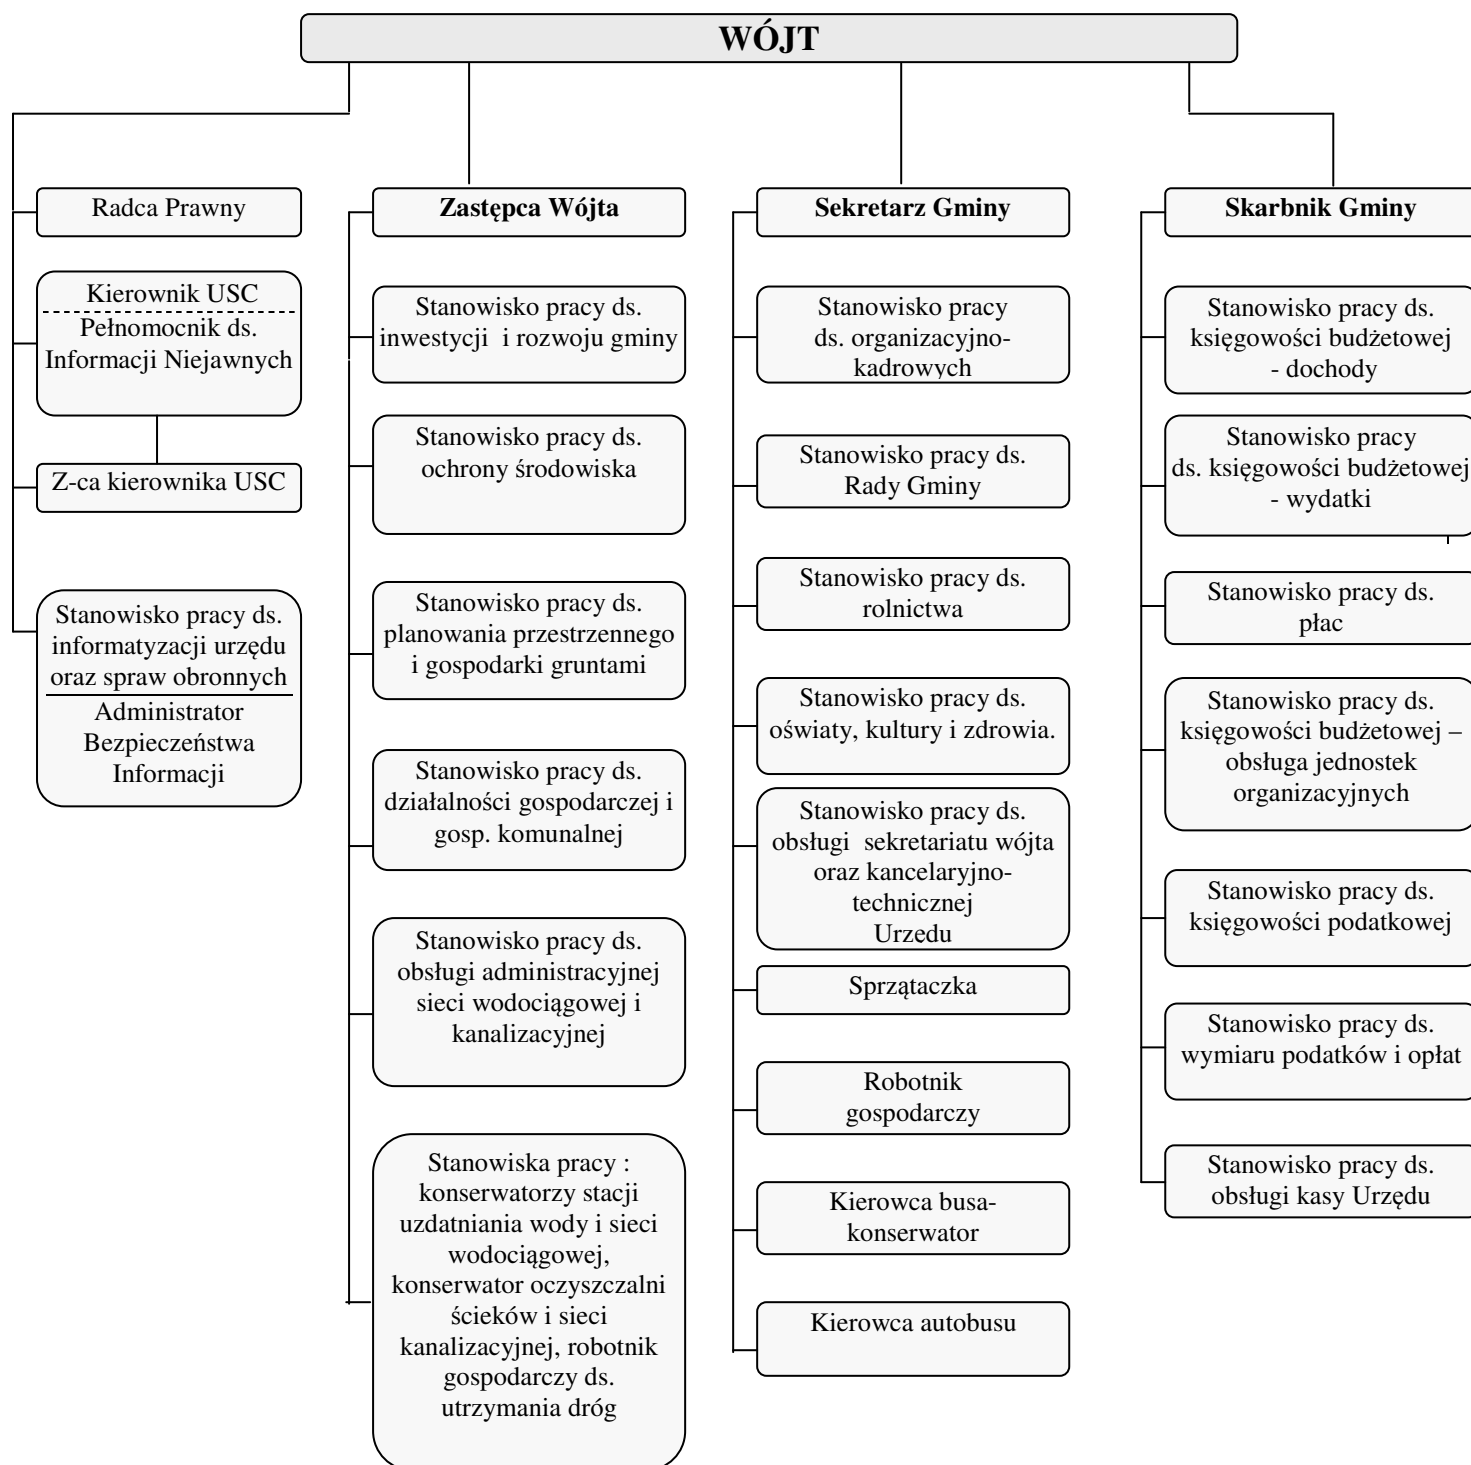 WÓJT
Radca Prawny
Kierownik USC
Pełnomocnik ds.
Informacji Niejawnych
Z-ca kierownika USC
Stanowisko pracy ds.
informatyzacji urzędu
oraz spraw obronnych
Administrator
Bezpieczeństwa
Informacji
Zastępca Wójta
Stanowisko pracy ds.
inwestycji i rozwoju gminy
Stanowisko pracy ds.
ochrony środowiska
Stanowisko pracy ds.
planowania przestrzennego
i gospodarki gruntami
Stanowisko pracy ds.
działalności gospodarczej i
gosp. komunalnej
Stanowisko pracy ds.
obsługi administracyjnej
sieci wodociągowej i
kanalizacyjnej
Stanowiska pracy :
konserwatorzy stacji
uzdatniania wody i sieci
wodociągowej,
konserwator oczyszczalni
ścieków i sieci
kanalizacyjnej, robotnik
gospodarczy ds.
utrzymania dróg
Sekretarz Gminy
Stanowisko pracy
ds. organizacyjno-
kadrowych
Stanowisko pracy ds.
Rady Gminy
Stanowisko pracy ds.
rolnictwa
Stanowisko pracy ds.
oświaty, kultury i zdrowia.
Stanowisko pracy ds.
obsługi sekretariatu wójta
oraz kancelaryjno-
technicznej
Urzedu
Sprzątaczka
Robotnik
gospodarczy
Kierowca busa-
konserwator
Kierowca autobusu
Skarbnik Gminy
Stanowisko pracy ds.
księgowości budżetowej
- dochody
Stanowisko pracy
ds. księgowości budżetowej
- wydatki
Stanowisko pracy ds.
płac
Stanowisko pracy ds.
księgowości budżetowej –
obsługa jednostek
organizacyjnych
Stanowisko pracy ds.
księgowości podatkowej
Stanowisko pracy ds.
wymiaru podatków i opłat
Stanowisko pracy ds.
obsługi kasy Urzędu